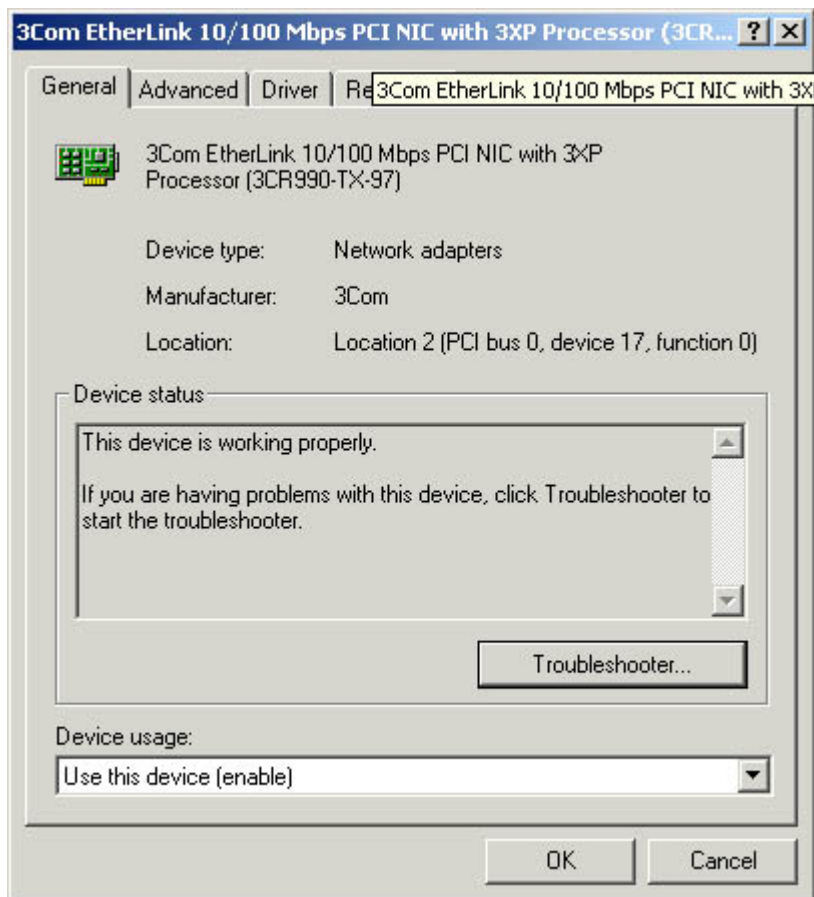 3Com EtherLink 10/100 Mbps PCI NIC with 3XP Processor (3CR...
General Advanced Driver Re
3Com EtherLink 10/100 Mbps PCI NIC with 3X
3Com EtherLink 10/100 Mbps PCI NIC with 3XP
Processor (3CR990-TX-97)
Device type: Network adapters
Manufacturer: 3Com
Location: Location 2 (PCI bus 0, device 17, function 0)
Device status
This device is working properly.
If you are having problems with this device, click Troubleshooter to
start the troubleshooter.
Troubleshooter...
Device usage:
Use this device (enable)
OK Cancel